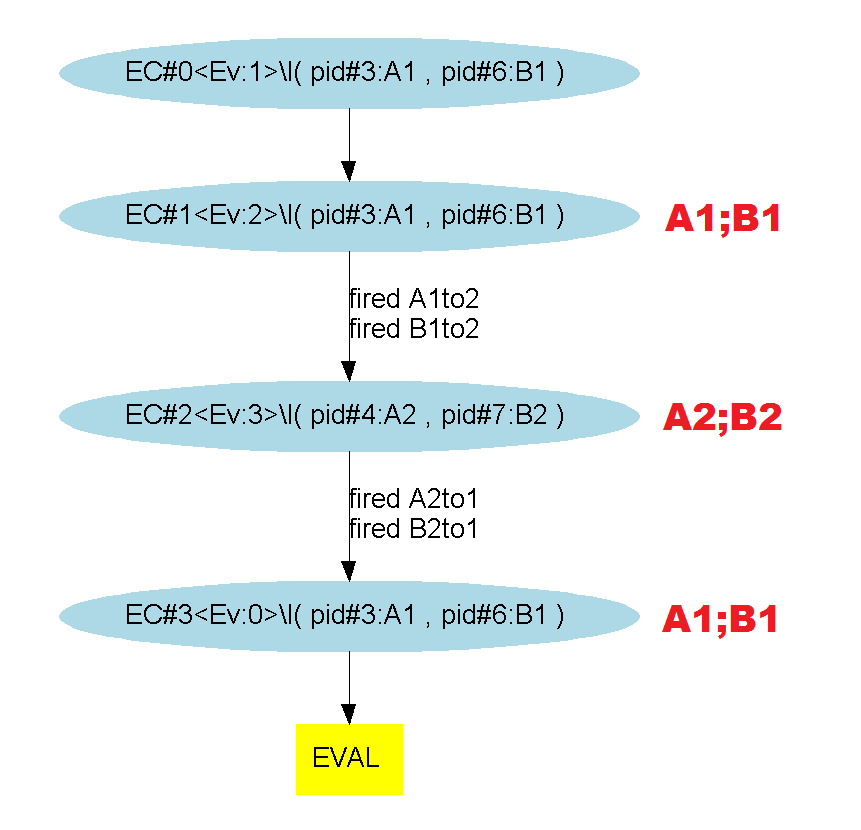 EC#0<Ev:1>\l( pid#3:A1 , pid#6:B1 )
EC#1<Ev:2>\l( pid#3:A1 , pid#6:B1 ) A1;B1
fired A1to2
fired B1to2
EC#2<Ev:3>\l( pid#4:A2 , pid#7:B2 ) A2;B2
fired A2to1
fired B2to1
EC#3<Ev:0>\l( pid#3:A1 , pid#6:B1 ) A1;B1
EVAL